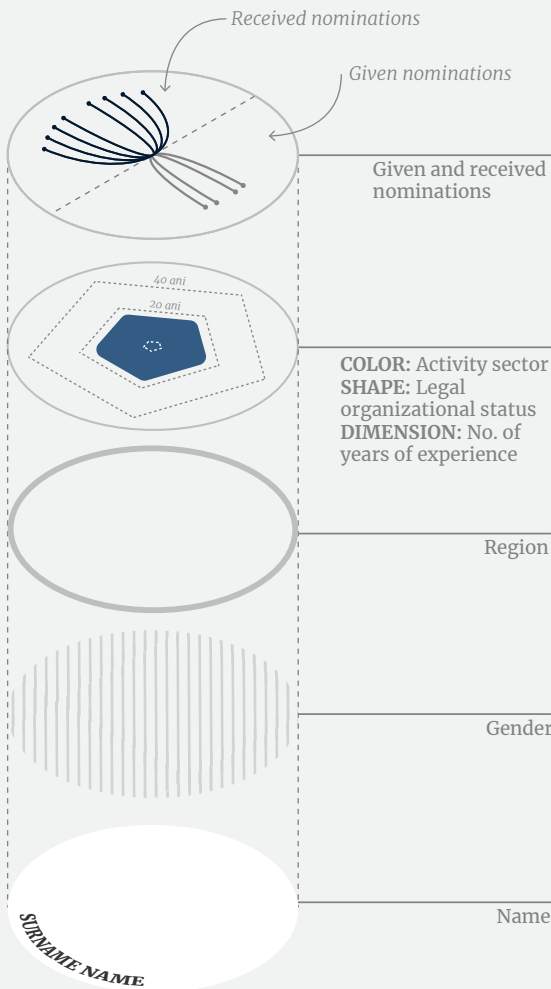 Received nominations
Given nominations
Given and received
nominations
40 ani
20 ani
COLOR: Activity sector
SHAPE: Legal
organizational status
DIMENSION: No. of
years of experience
Region
Gender
Name
SURNAME NAME